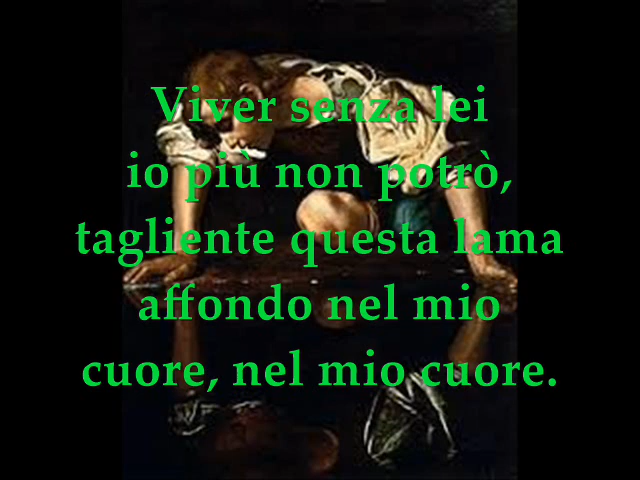 Viver senza lei
io più non potrò,
tagliente questa lama
affondo nel mio
cuore, nel mio cuore.